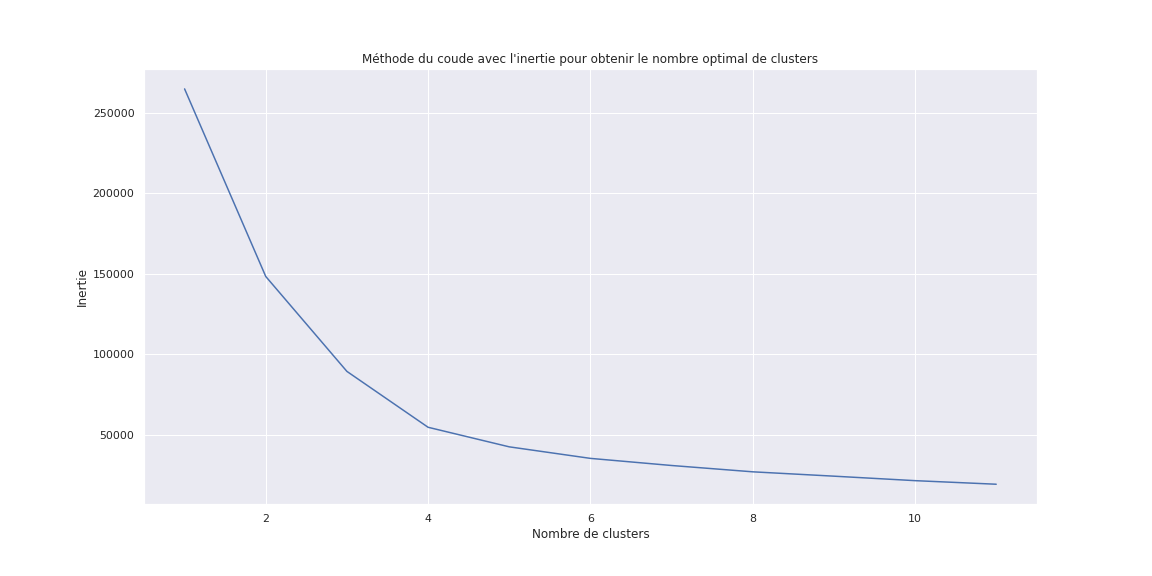 Méthode du coude avec l'inertie pour obtenir le nombre optimal de clusters
250000
200000
150000
100000
50000
Inertie
2 4 6 8 10
Nombre de clusters